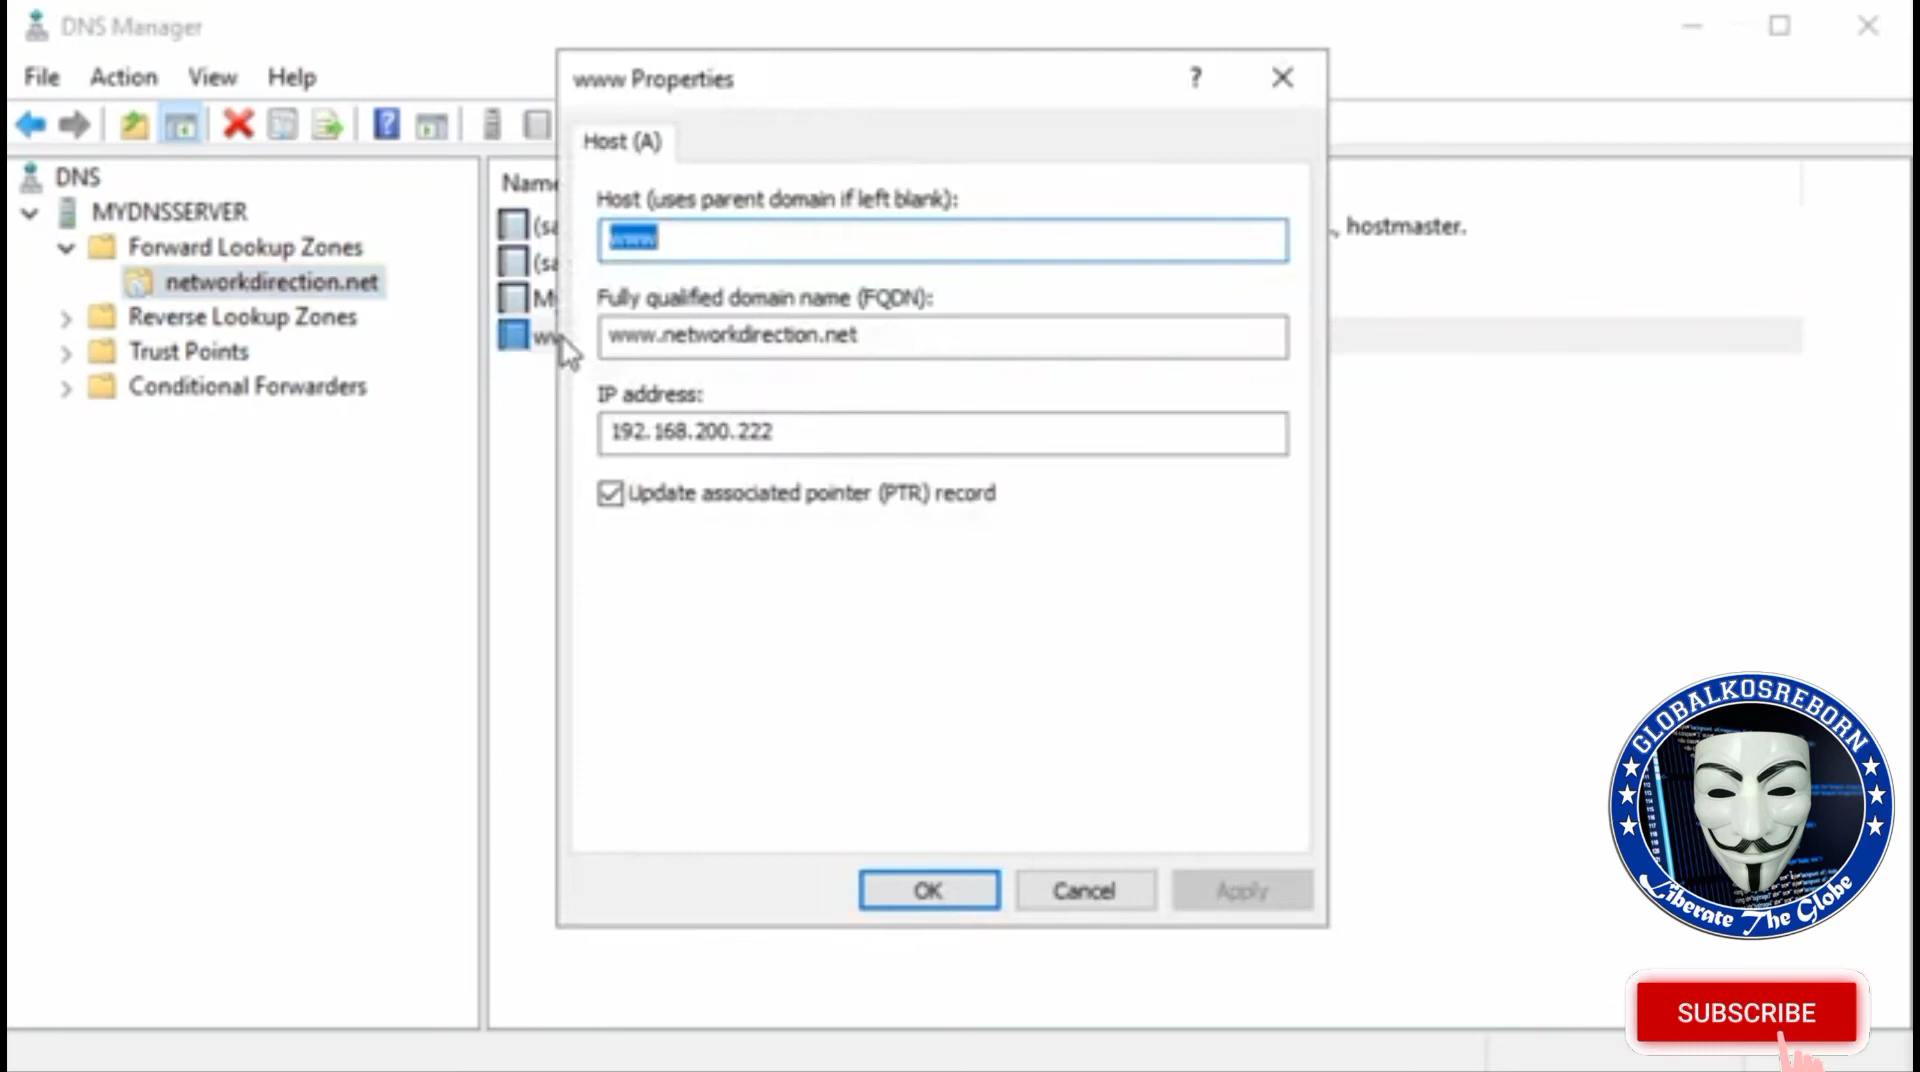 DNS Manager
File Action View Help
www Properties
?
Host (A)
Host (uses parent domain if left blank):
www
Fully qualified domain name (FQDN):
www.networkdirection.net
IP address:
192.168.200.222
Update associated pointer (PTR) record
OK Cancel Apply
DNS
MYDNSSERVER
Forward Lookup Zones
networkdirection.net
Reverse Lookup Zones
Trust Points
Conditional Forwarders
Name
(sa
(sa
, hostmaster.
GLOBALKOSREBORN
Liberate The Globe
SUBSCRIBE